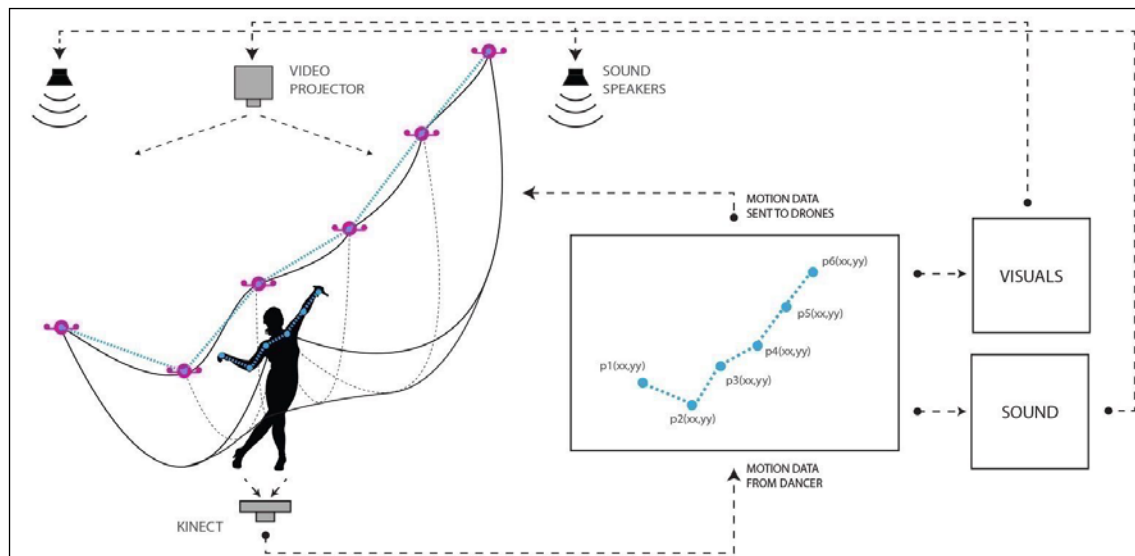 VIDEO
PROJECTOR
SOUND
SPEAKERS
MOTION DATA
SENT TO DRONES
p6(xx,yy)
p5(xx,yy)
p4(xx,yy)
p3(xx,yy)
p1(xx,yy)
p2(xx,yy)
VISUALS
SOUND
MOTION DATA
FROM DANCER
KINECT